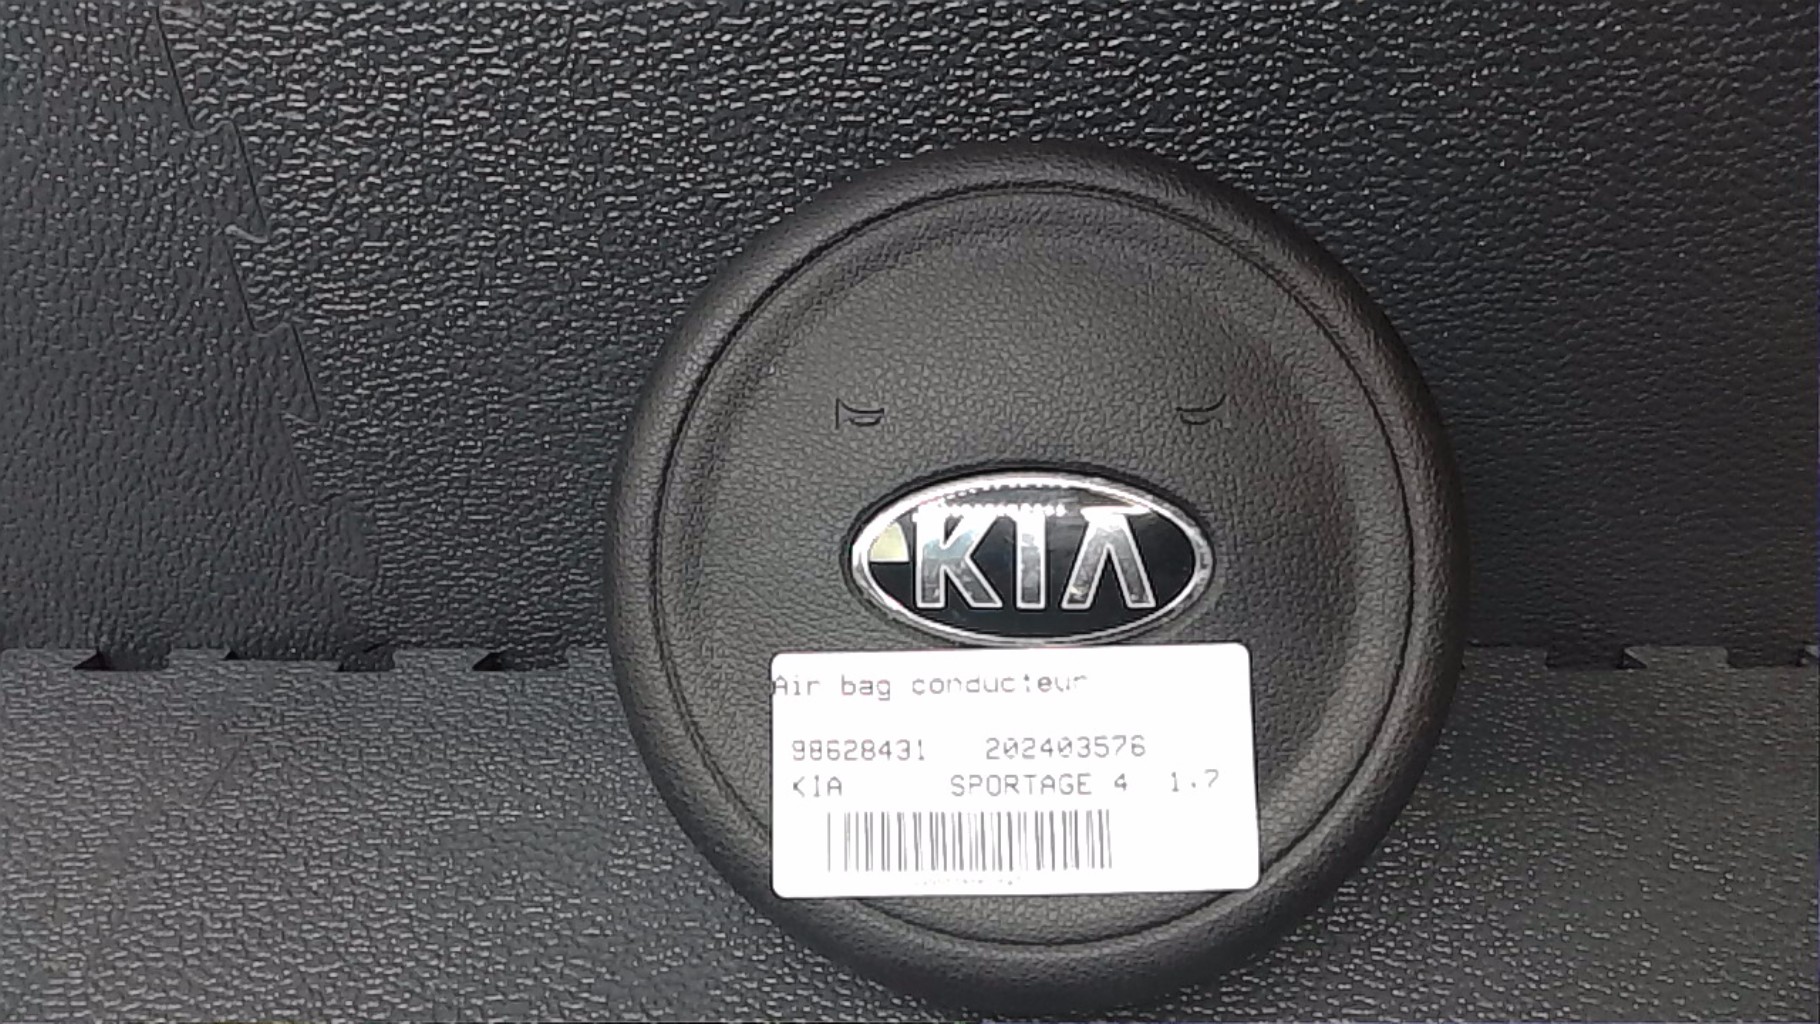 KIA
Air bag conducteur
98628431 202403576
KIA SPORTAGE 4 1.7